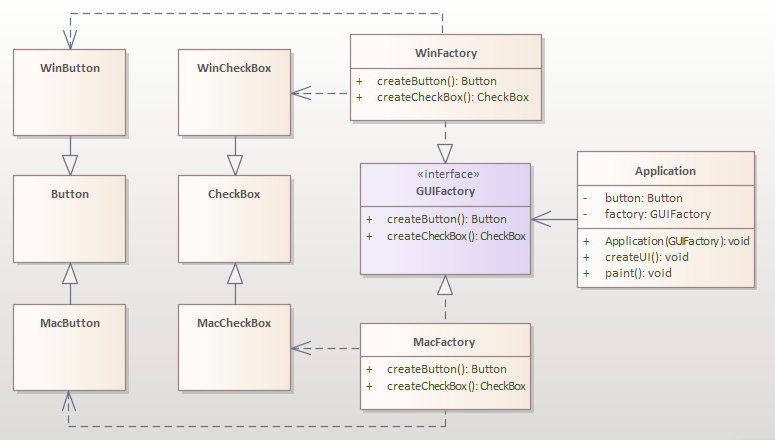 WinButton
WinCheckBox
WinFactory
+ createButton(): Button
+ createCheckBox(): CheckBox
Button
CheckBox
«interface»
GUIFactory
+ createButton(): Button
+ createCheckBox(): CheckBox
Application
- button: Button
- factory: GUIFactory
+ Application(GUIFactory): void
+ createUI(): void
+ paint(): void
MacButton
MacCheckBox
MacFactory
+ createButton(): Button
+ createCheckBox(): CheckBox